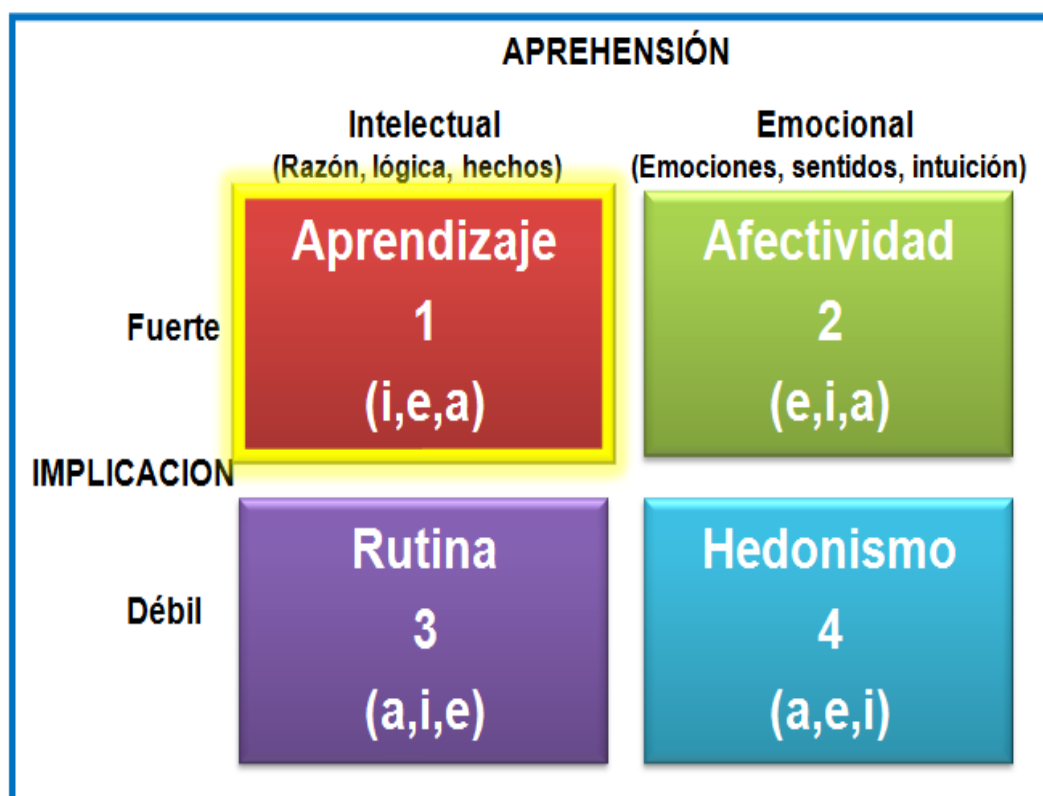 APREHENSIÓN
Intelectual
(Razón, lógica, hechos)
Emocional
(Emociones, sentidos, intuición)
Fuerte
Aprendizaje
1
(i,e,a)
Afectividad
2
(e,i,a)
IMPLICACION
Débil
Rutina
3
(a,i,e)
Hedonismo
4
(a,e,i)